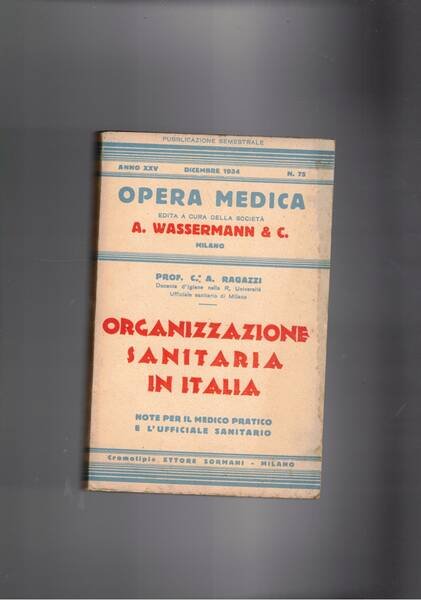 PUBBLICAZIONE SEMESTRALE
ANNO XXV DICEMBRE 1934 N. 75
OPERA MEDICA
EDITA A CURA DELLA SOCIETÀ
A. WASSERMANN & C.
MILANO
PROF. C. A. RAGAZZI
Docente d'Igiene nella R. Università
Ufficiale sanitario di Milano
ORGANIZZAZIONE
SANITARIA
IN ITALIA
NOTE PER IL MEDICO PRATICO
E L'UFFICIALE SANITARIO
Cromotipia ETTORE SORMANI - MILANO